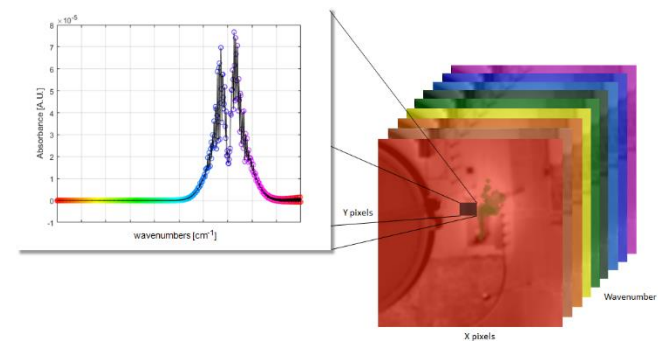 ×10⁻⁵
8
7
6
5
4
3
2
1
0
-1
Absorbance [A.U.]
wavenumbers [cm⁻¹]
Y pixels
Wavenumber
X pixels